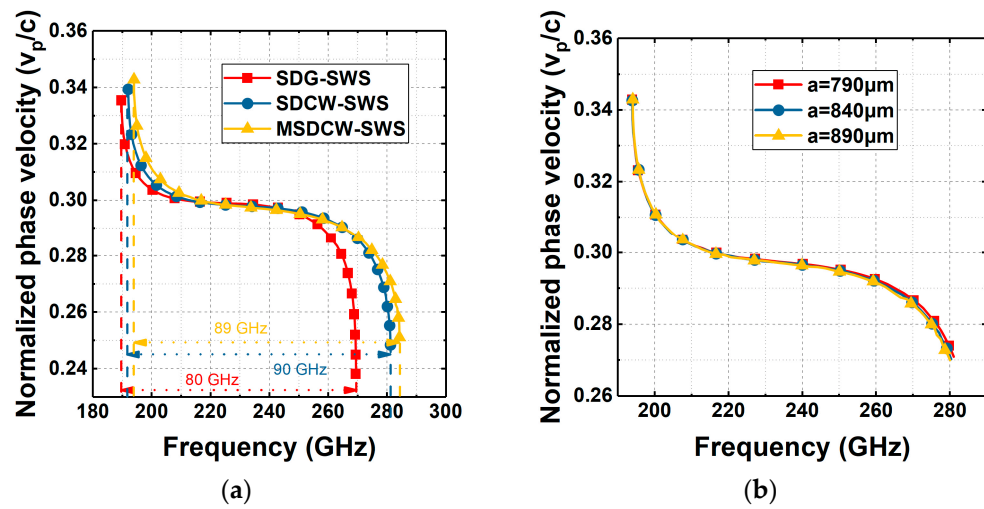 Normalized phase velocity (vp/c)
0.36
0.34
0.32
0.30
0.28
0.26
0.24
SDG-SWS
SDCW-SWS
MSDCW-SWS
89 GHz
90 GHz
80 GHz
180 200 220 240 260 280 300
Frequency (GHz)
(a)
Normalized phase velocity (vp/c)
0.36
0.34
0.32
0.30
0.28
0.26
a=790μm
a=840μm
a=890μm
200 220 240 260 280
Frequency (GHz)
(b)